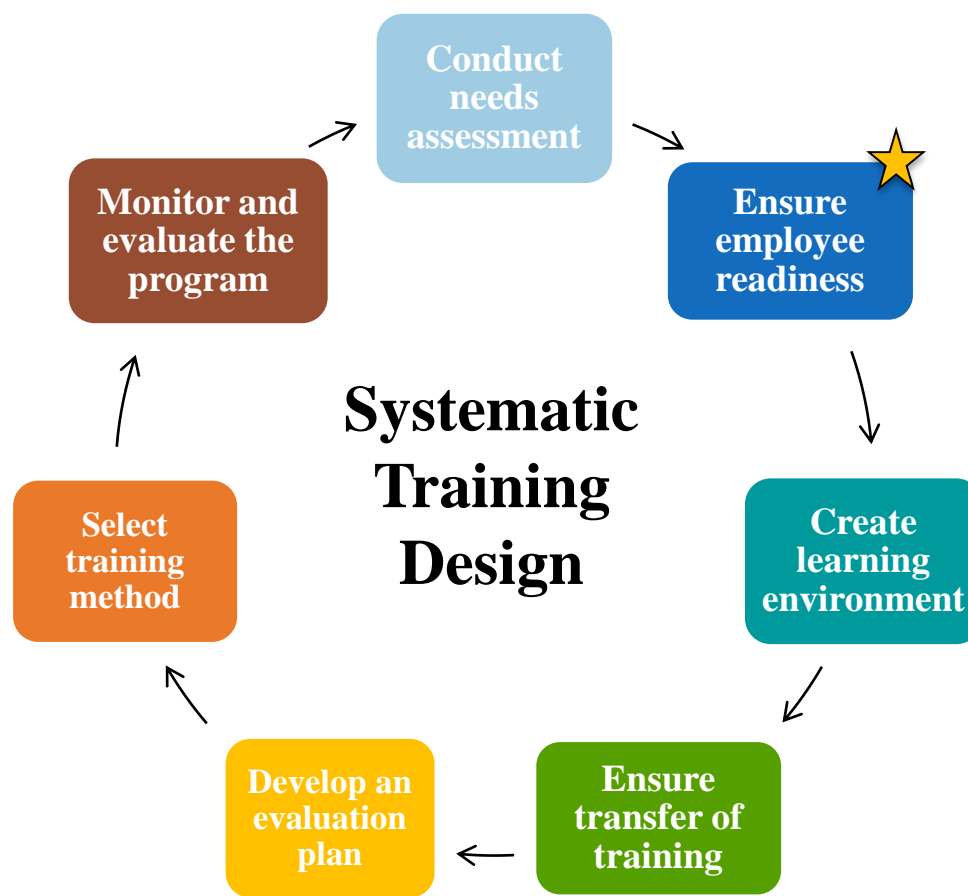 Conduct
needs
assessment
Ensure
employee
readiness
Create
learning
environment
Ensure
transfer of
training
Develop an
evaluation
plan
Select
training
method
Monitor and
evaluate the
program
Systematic
Training
Design